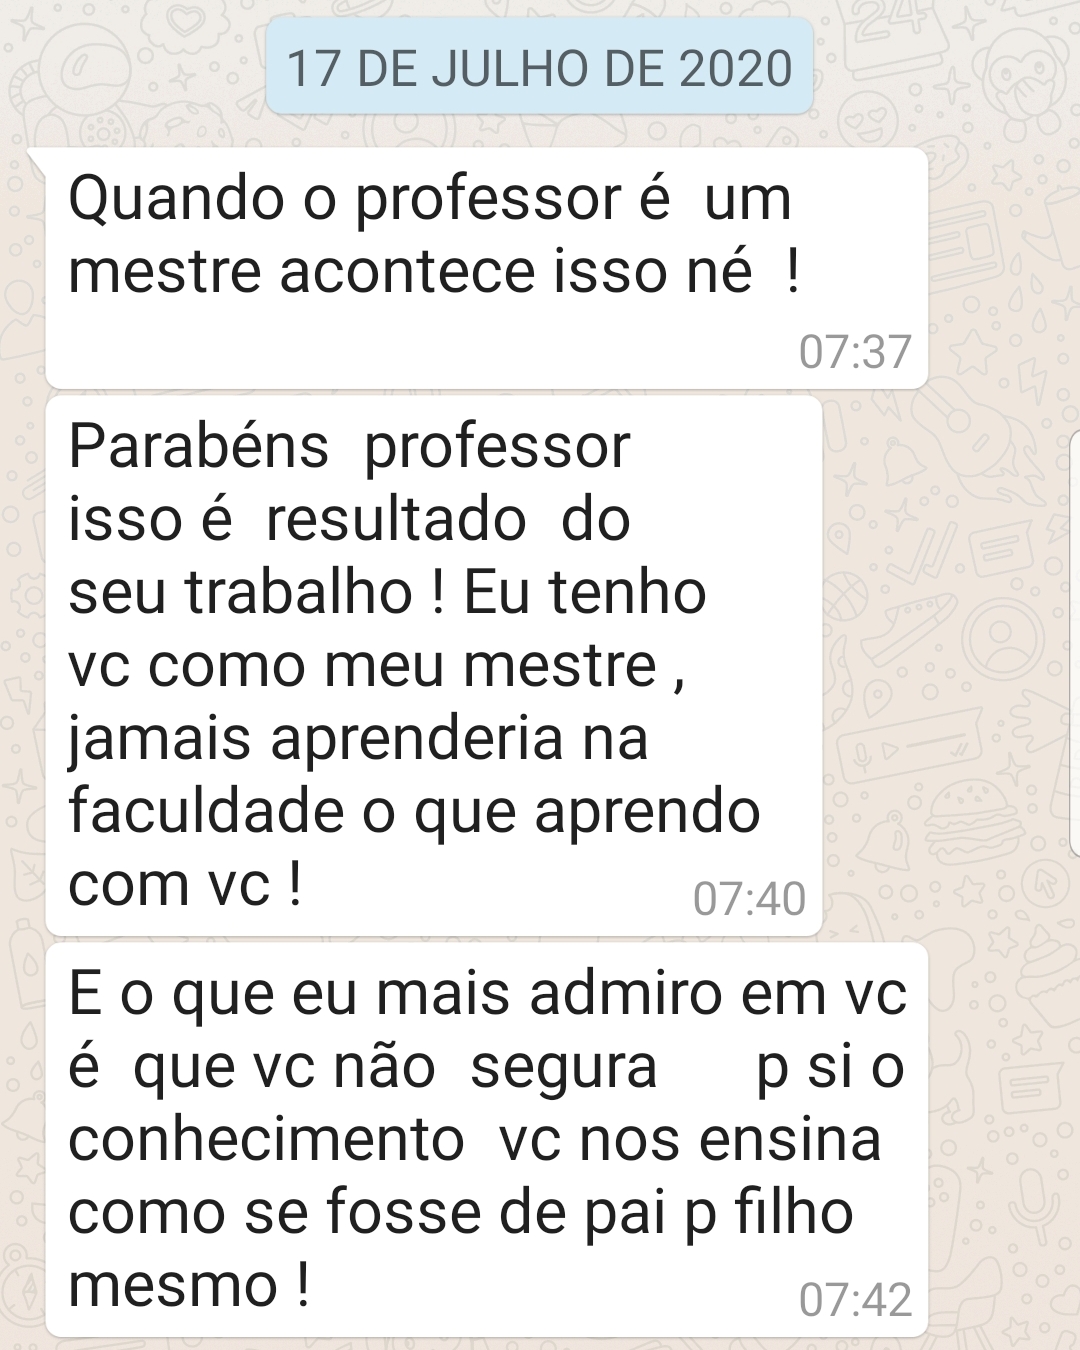 17 DE JULHO DE 2020
Quando o professor é  um
mestre acontece isso né  !
07:37
Parabéns  professor
isso é  resultado  do
seu trabalho ! Eu tenho
vc como meu mestre ,
jamais aprenderia na
faculdade o que aprendo
com vc !
07:40
E o que eu mais admiro em vc
é  que vc não  segura      p si o
conhecimento  vc nos ensina
como se fosse de pai p filho
mesmo !
07:42